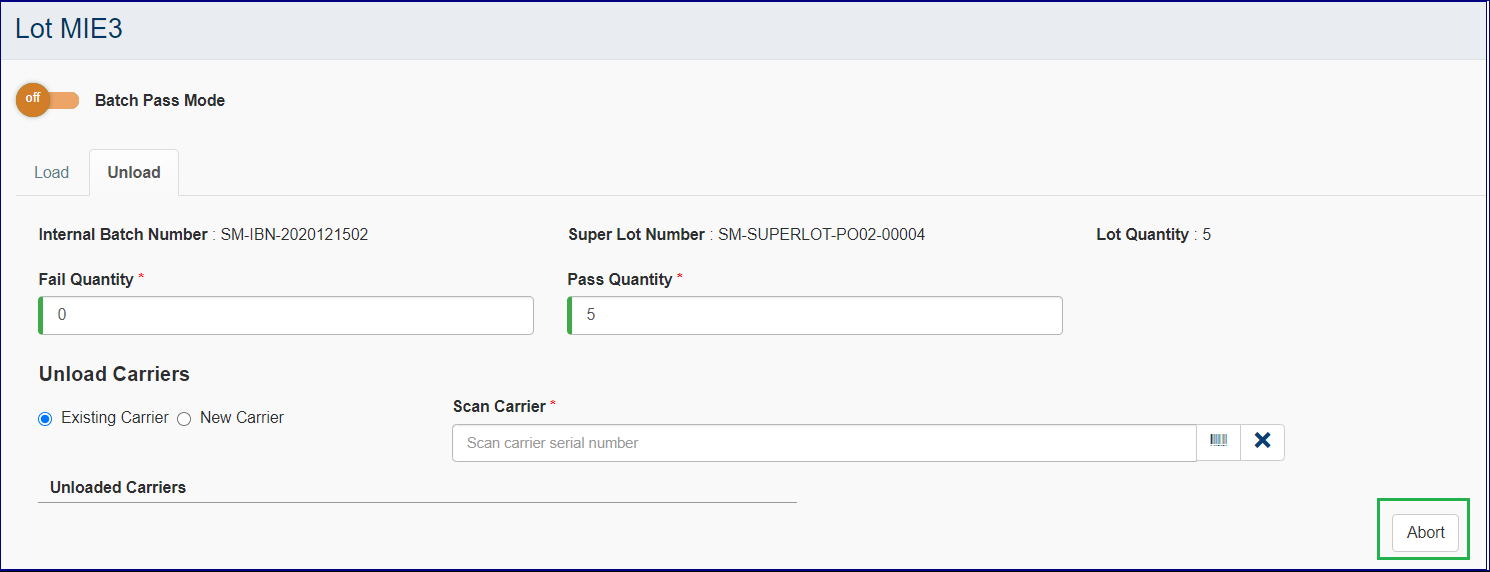 Lot MIE3
off Batch Pass Mode
Load Unload
Internal Batch Number : SM-IBN-2020121502 Super Lot Number : SM-SUPERLOT-PO02-00004 Lot Quantity : 5
Fail Quantity * Pass Quantity *
0 5
Unload Carriers
Scan Carrier *
Existing Carrier New Carrier
Scan carrier serial number
Unloaded Carriers
Abort